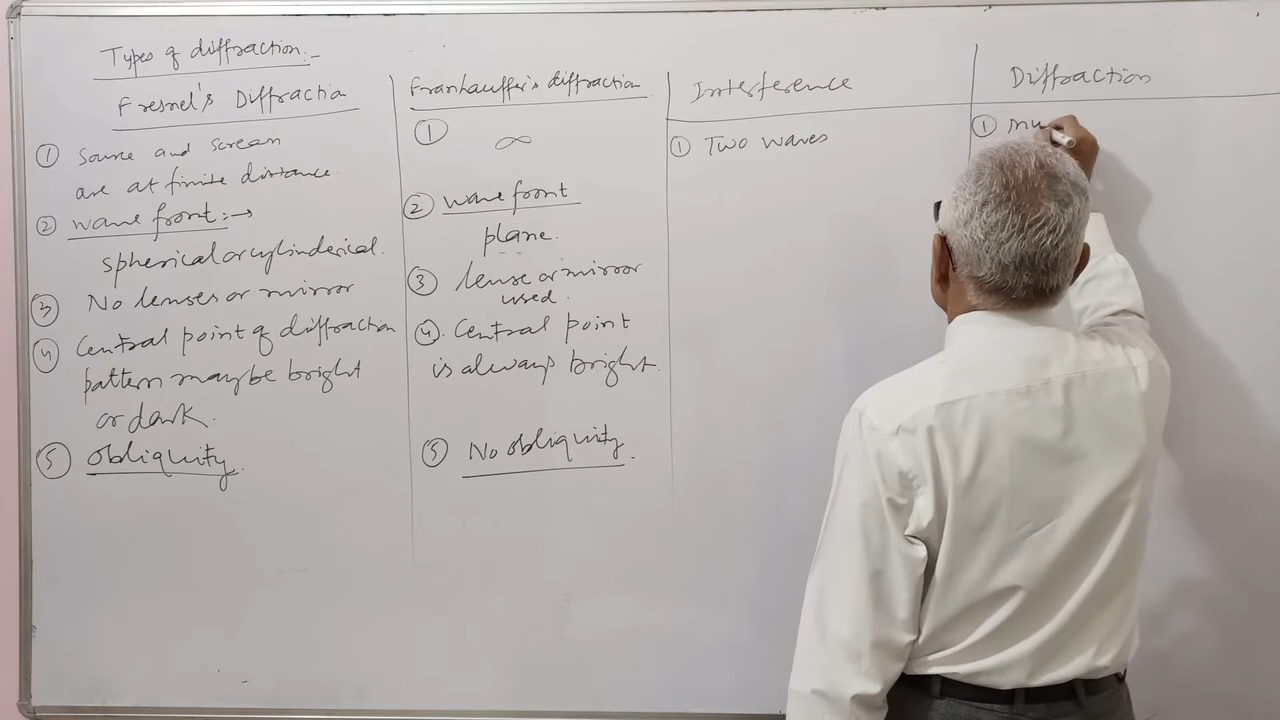 Types of diffraction:-
Fresnel's Diffraction
① Source and screen
are at finite distance.
② wave front :→
spherical or cylinderical.
③ No lenses or mirror
④ Central point of diffraction
pattern may be bright
or dark.
⑤ obliquity.
Franhauffer's diffraction
① ∞
② wave front
plane.
③ lense or mirror
used.
④. Central point
is always bright.
⑤ No obliquity.
Interference
① Two waves
Diffraction
① mu